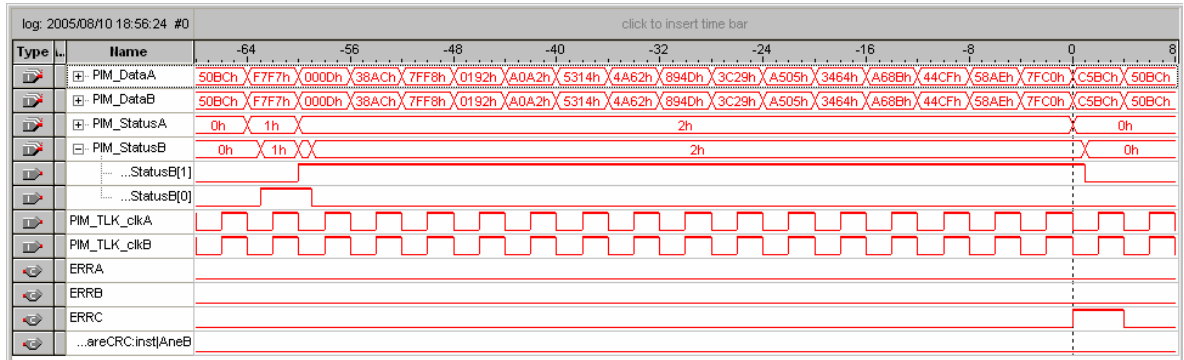 log: 2005/08/10 18:56:24 #0 click to insert time bar
Type Name -64 -56 -48 -40 -32 -24 -16 -8 0 8
PIM_DataA 50BCh F7F7h 000Dh 38ACh 7FF8h 0192h A0A2h 5314h 4A62h 894Dh 3C29h A505h 3464h A68Bh 44CFh 58AEh 7FC0h C5BCh 50BCh
PIM_DataB 50BCh F7F7h 000Dh 38ACh 7FF8h 0192h A0A2h 5314h 4A62h 894Dh 3C29h A505h 3464h A68Bh 44CFh 58AEh 7FC0h C5BCh 50BCh
PIM_StatusA 0h 1h 2h 0h
PIM_StatusB 0h 1h 2h 0h
...StatusB[1]
...StatusB[0]
PIM_TLK_clkA
PIM_TLK_clkB
ERRA
ERRB
ERRC
...areCRC:inst|AneB